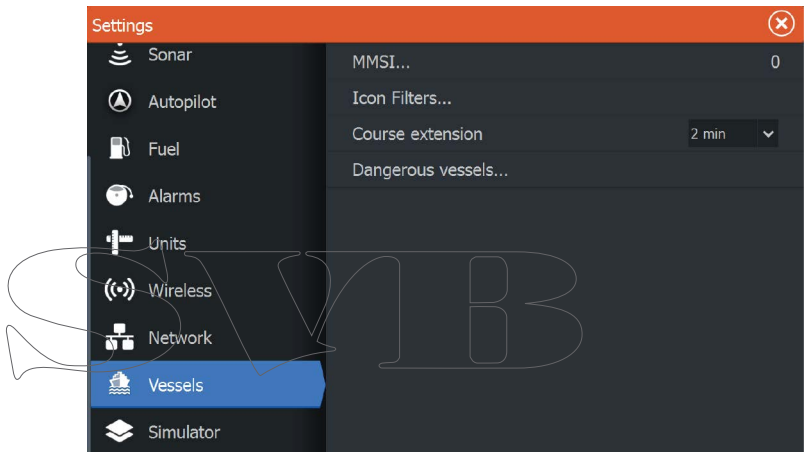 Settings
Sonar
Autopilot
Fuel
Alarms
Units
Wireless
Network
Vessels
Simulator
MMSI... 0
Icon Filters...
Course extension 2 min
Dangerous vessels...
SVB